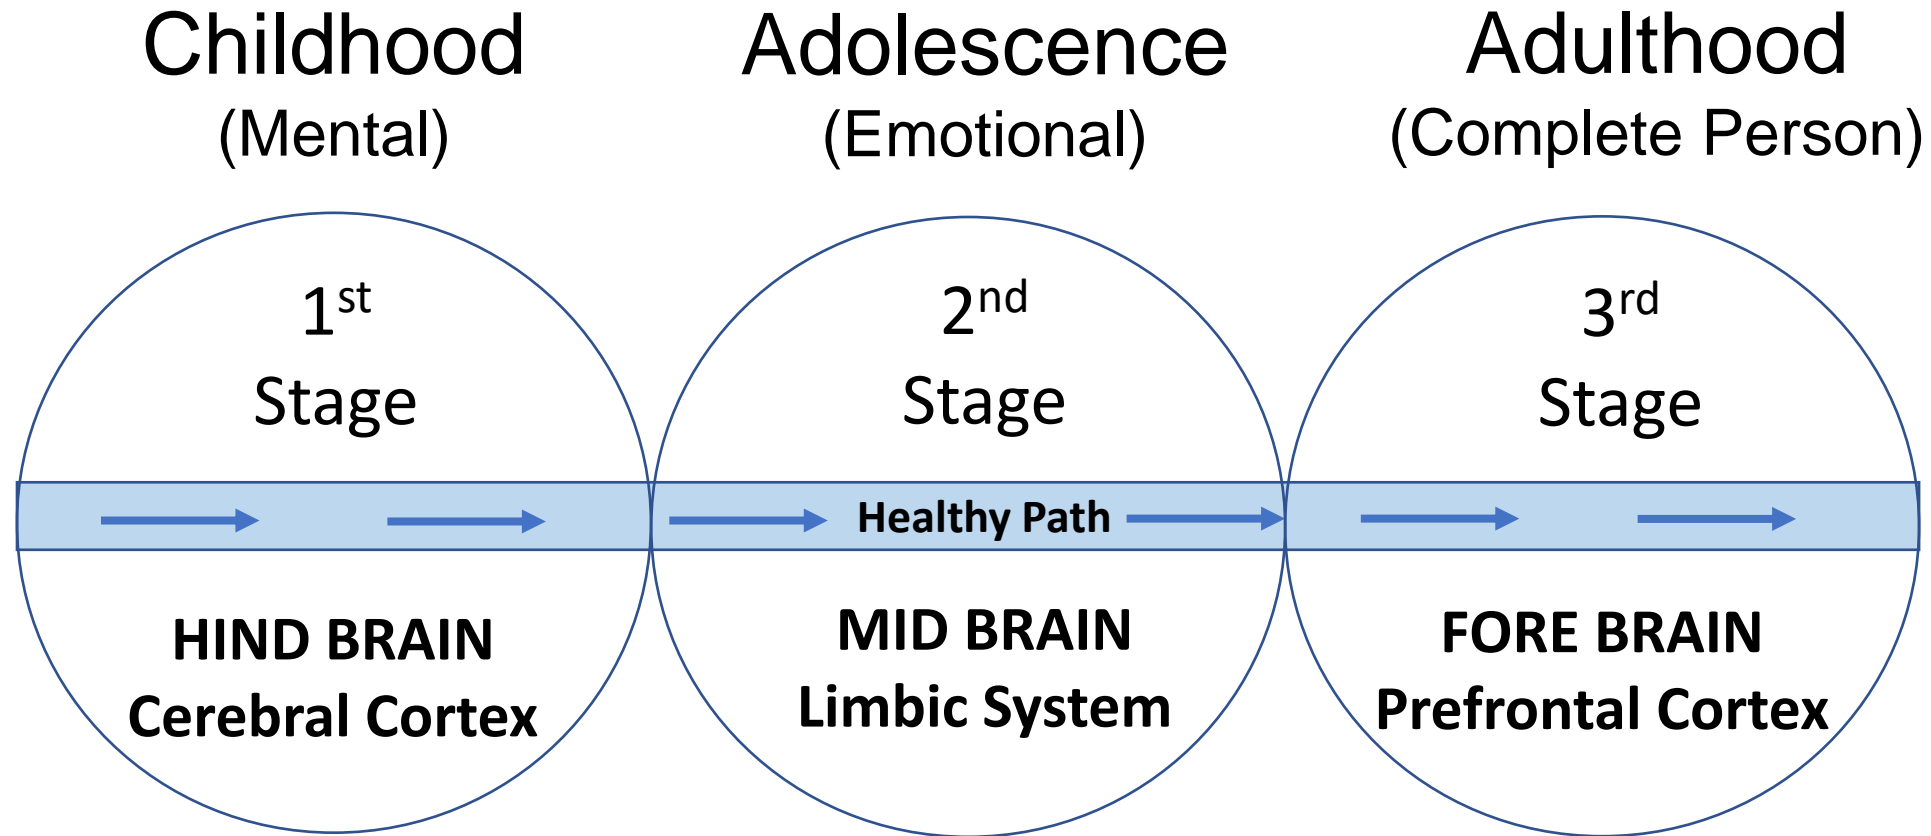 Childhood
(Mental)
Adolescence
(Emotional)
Adulthood
(Complete Person)
1st
Stage
2nd
Stage
3rd
Stage
Healthy Path
HIND BRAIN
Cerebral Cortex
MID BRAIN
Limbic System
FORE BRAIN
Prefrontal Cortex